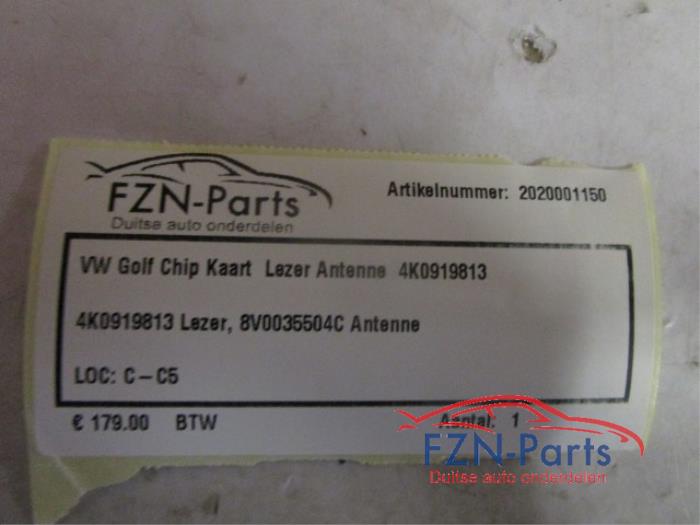 FZN-Parts
Duitse auto onderdelen
Artikelnummer: 2020001150
VW Golf Chip Kaart Lezer Antenne 4K0919813
4K0919813 Lezer, 8V0035504C Antenne
LOC: C-C5
€ 179.00 BTW
Aantal: 1
FZN-Parts
Duitse auto onderdelen